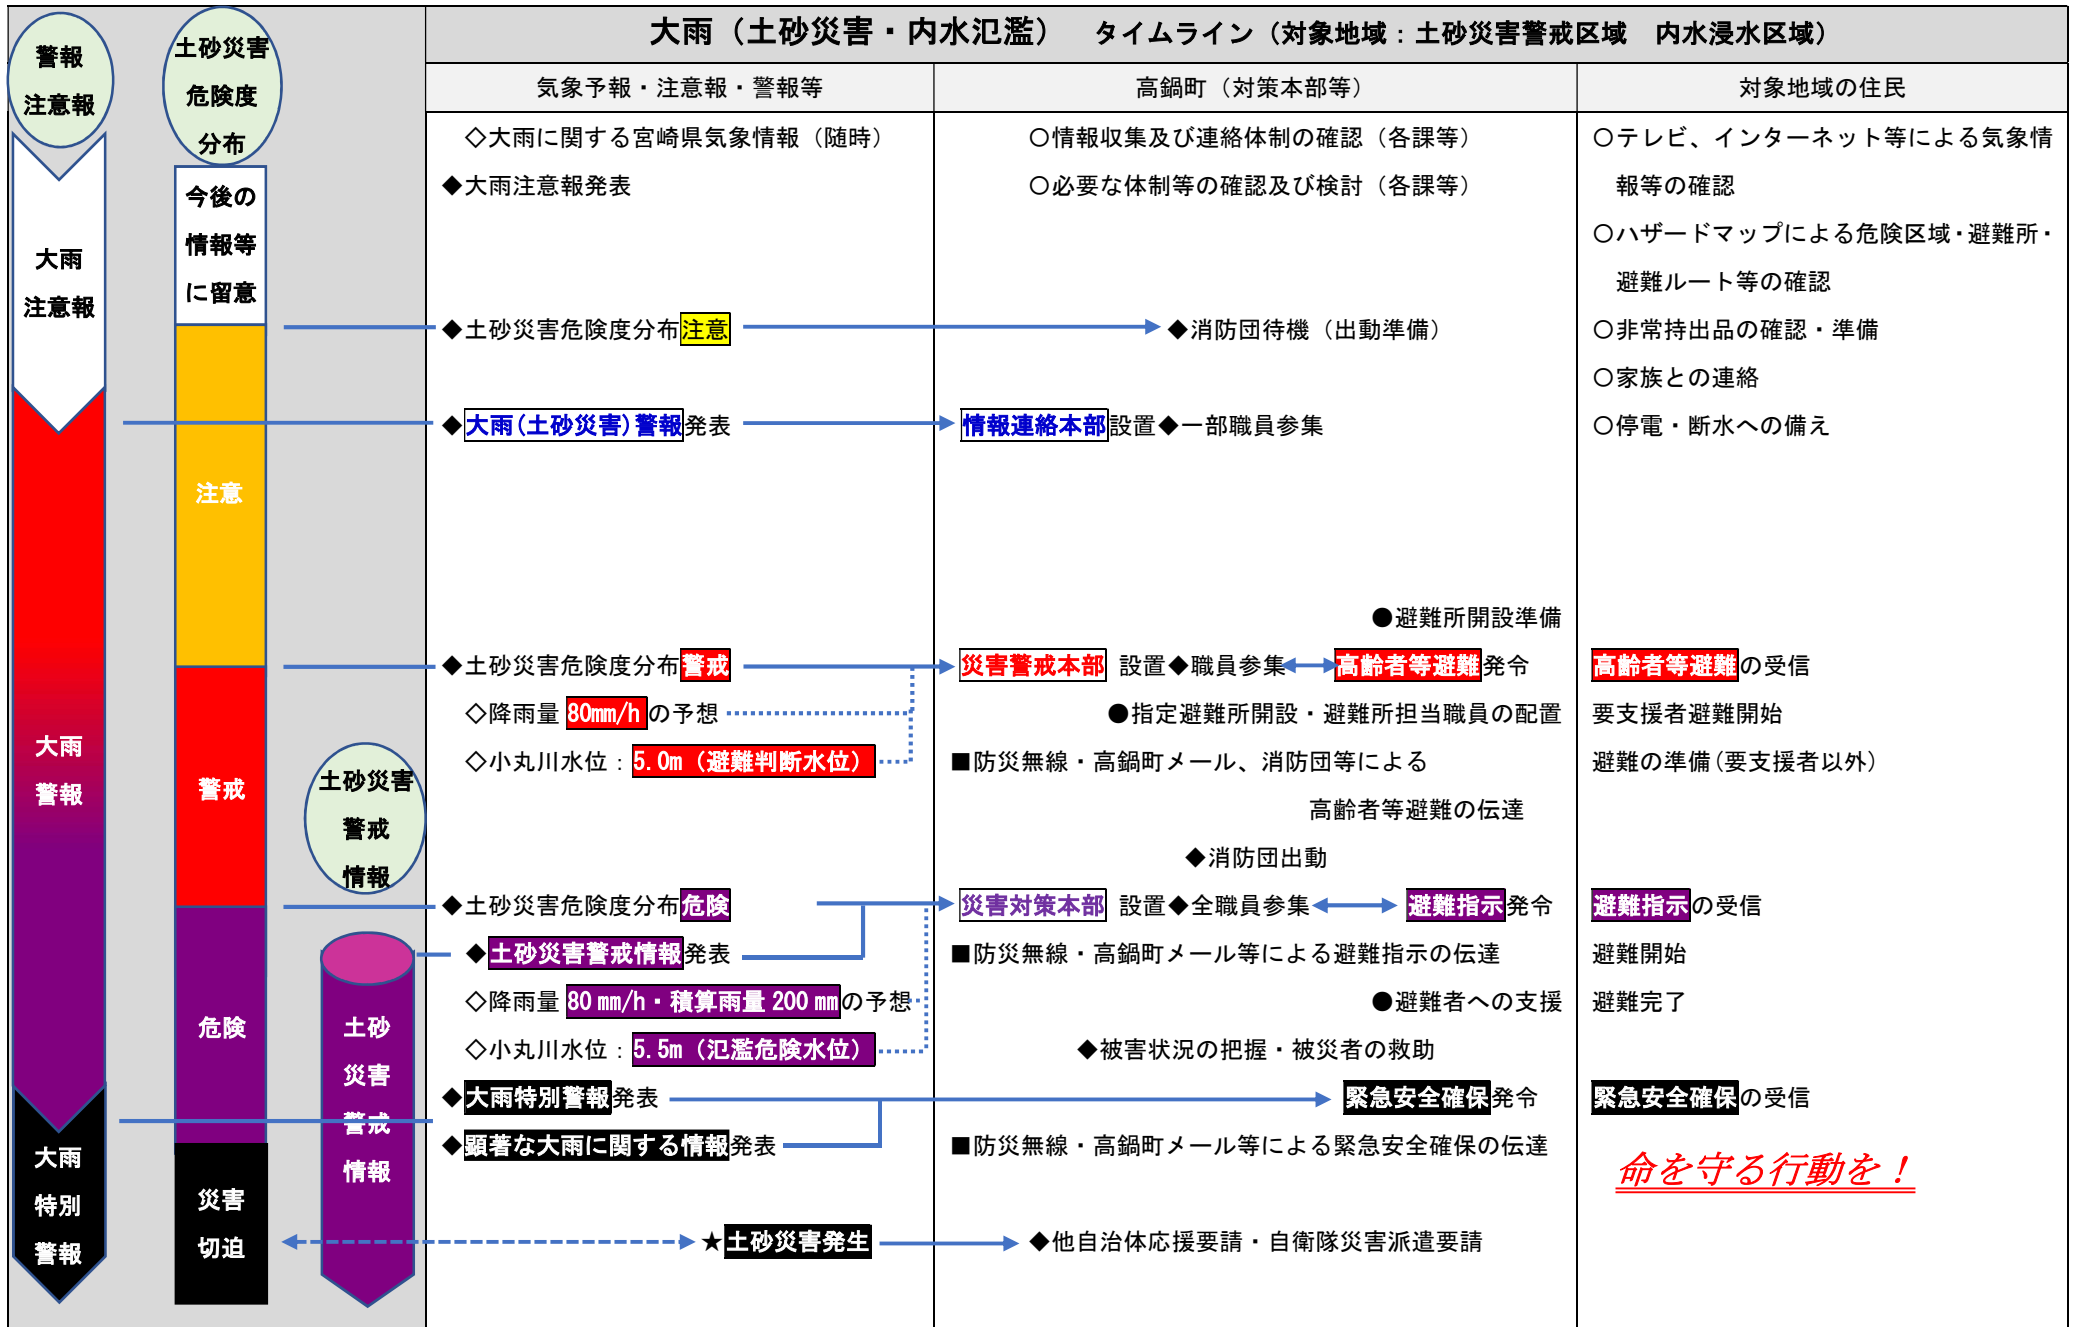 大雨（土砂災害・内水氾濫）　タイムライン（対象地域：土砂災害警戒区域　内水浸水区域）
警報
注意報
土砂災害
危険度
分布
気象予報・注意報・警報等
高鍋町（対策本部等）
対象地域の住民
大雨
注意報
大雨
警報
大雨
特別
警報
今後の
情報等
に留意
注意
警戒
危険
災害
切迫
土砂災害
警戒
情報
土砂
災害
警戒
情報
◇大雨に関する宮崎県気象情報（随時）
◆大雨注意報発表
◆土砂災害危険度分布注意
◆大雨(土砂災害)警報発表
◆土砂災害危険度分布警戒
◇降雨量 80mm/h の予想
◇小丸川水位：5.0m（避難判断水位）
◆土砂災害危険度分布危険
◆土砂災害警戒情報発表
◇降雨量 80 mm/h・積算雨量 200 mmの予想
◇小丸川水位：5.5m（氾濫危険水位）
◆大雨特別警報発表
◆顕著な大雨に関する情報発表
★土砂災害発生
〇情報収集及び連絡体制の確認（各課等）
〇必要な体制等の確認及び検討（各課等）
◆消防団待機（出動準備）
情報連絡本部設置◆一部職員参集
●避難所開設準備
災害警戒本部 設置◆職員参集 高齢者等避難発令
●指定避難所開設・避難所担当職員の配置
■防災無線・高鍋町メール、消防団等による
高齢者等避難の伝達
◆消防団出動
災害対策本部 設置◆全職員参集 避難指示発令
■防災無線・高鍋町メール等による避難指示の伝達
●避難者への支援
◆被害状況の把握・被災者の救助
緊急安全確保発令
■防災無線・高鍋町メール等による緊急安全確保の伝達
◆他自治体応援要請・自衛隊災害派遣要請
〇テレビ、インターネット等による気象情
報等の確認
〇ハザードマップによる危険区域・避難所・
避難ルート等の確認
〇非常持出品の確認・準備
〇家族との連絡
〇停電・断水への備え
高齢者等避難の受信
要支援者避難開始
避難の準備(要支援者以外)
避難指示の受信
避難開始
避難完了
緊急安全確保の受信
命を守る行動を！